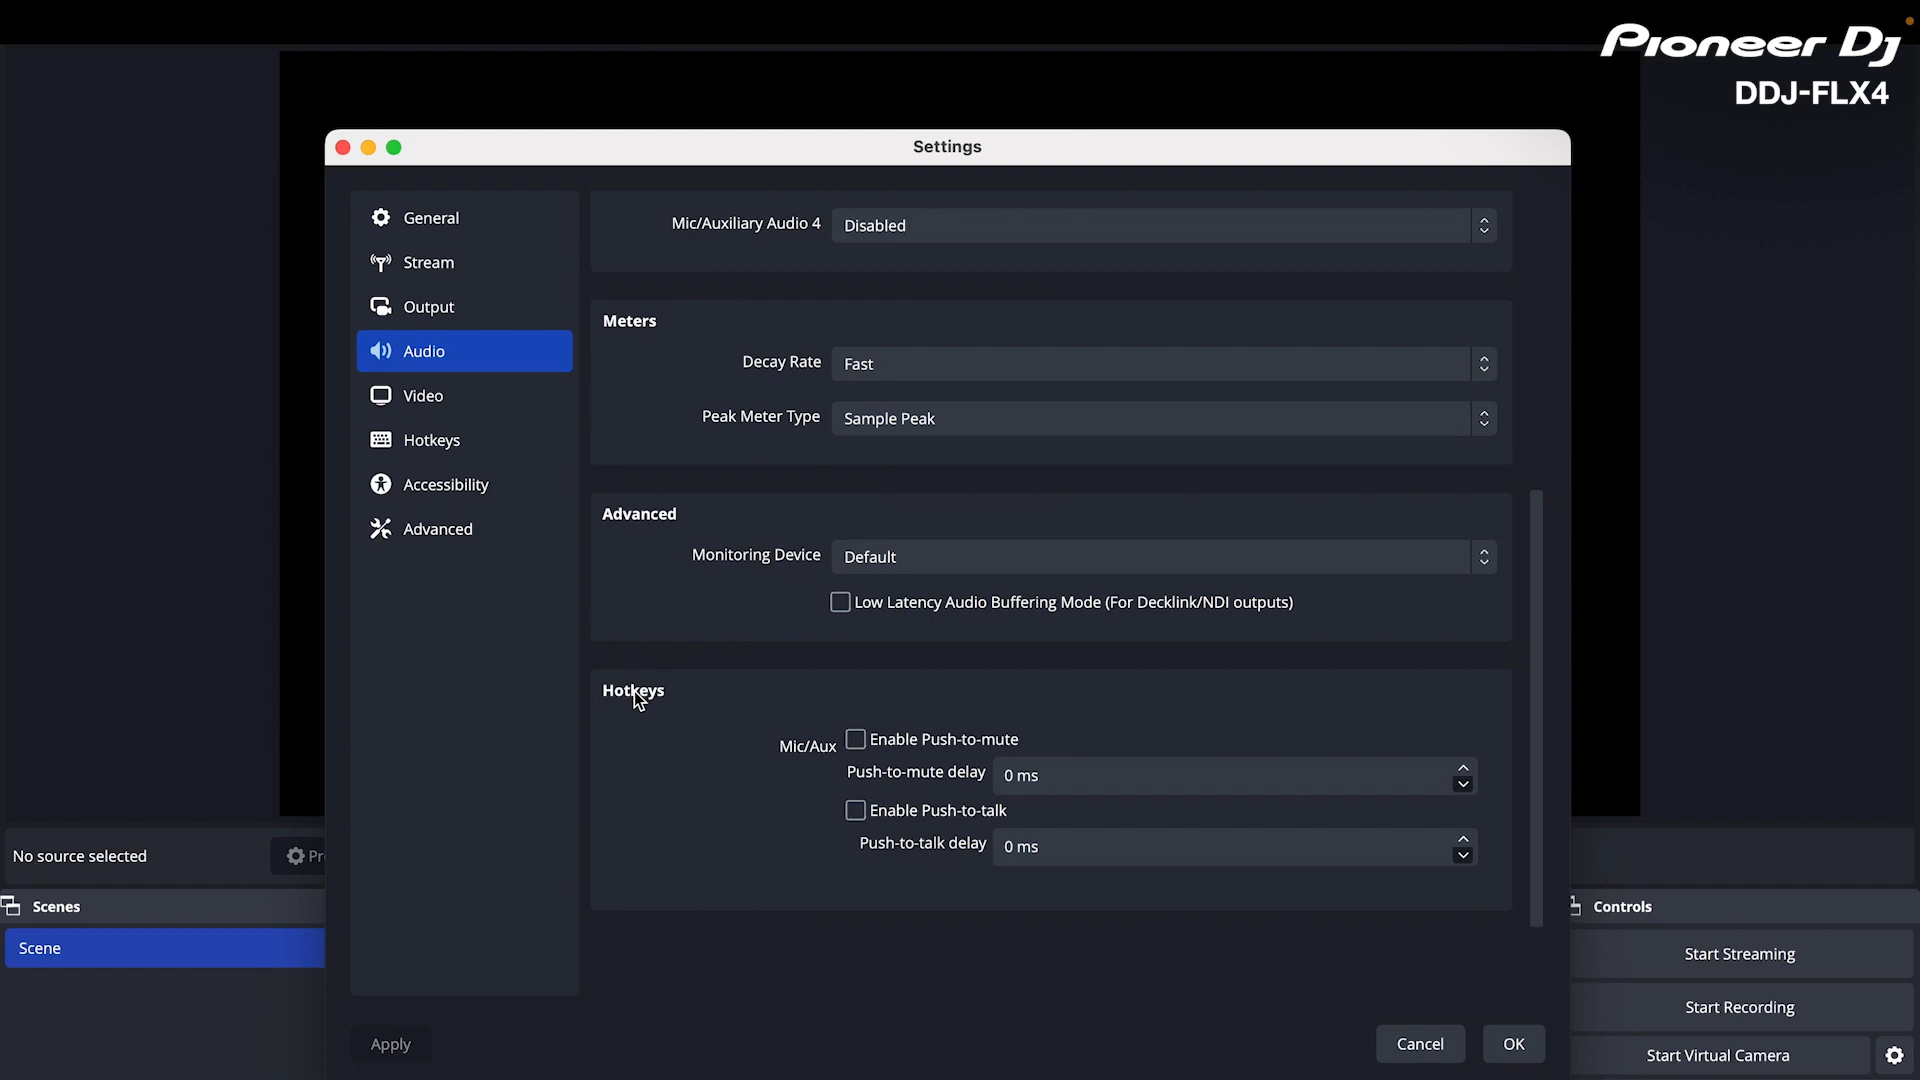 Pioneer Dj
DDJ-FLX4
Settings
General
Stream
Output
Audio
Video
Hotkeys
Accessibility
Advanced
Mic/Auxiliary Audio 4 Disabled
Meters
Decay Rate Fast
Peak Meter Type Sample Peak
Advanced
Monitoring Device Default
Low Latency Audio Buffering Mode (For Decklink/NDI outputs)
Hotkeys
Mic/Aux Enable Push-to-mute
Push-to-mute delay 0 ms
Enable Push-to-talk
Push-to-talk delay 0 ms
Apply
Cancel
OK
No source selected
Pr
Scenes
Scene
Controls
Start Streaming
Start Recording
Start Virtual Camera